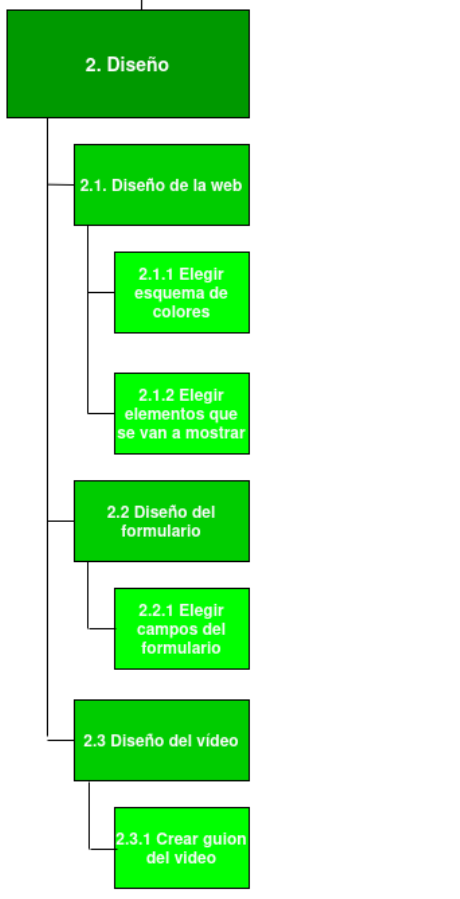 2. Diseño
2.1. Diseño de la web
2.1.1 Elegir
esquema de
colores
2.1.2 Elegir
elementos que
se van a mostrar
2.2 Diseño del
formulario
2.2.1 Elegir
campos del
formulario
2.3 Diseño del vídeo
2.3.1 Crear guion
del video